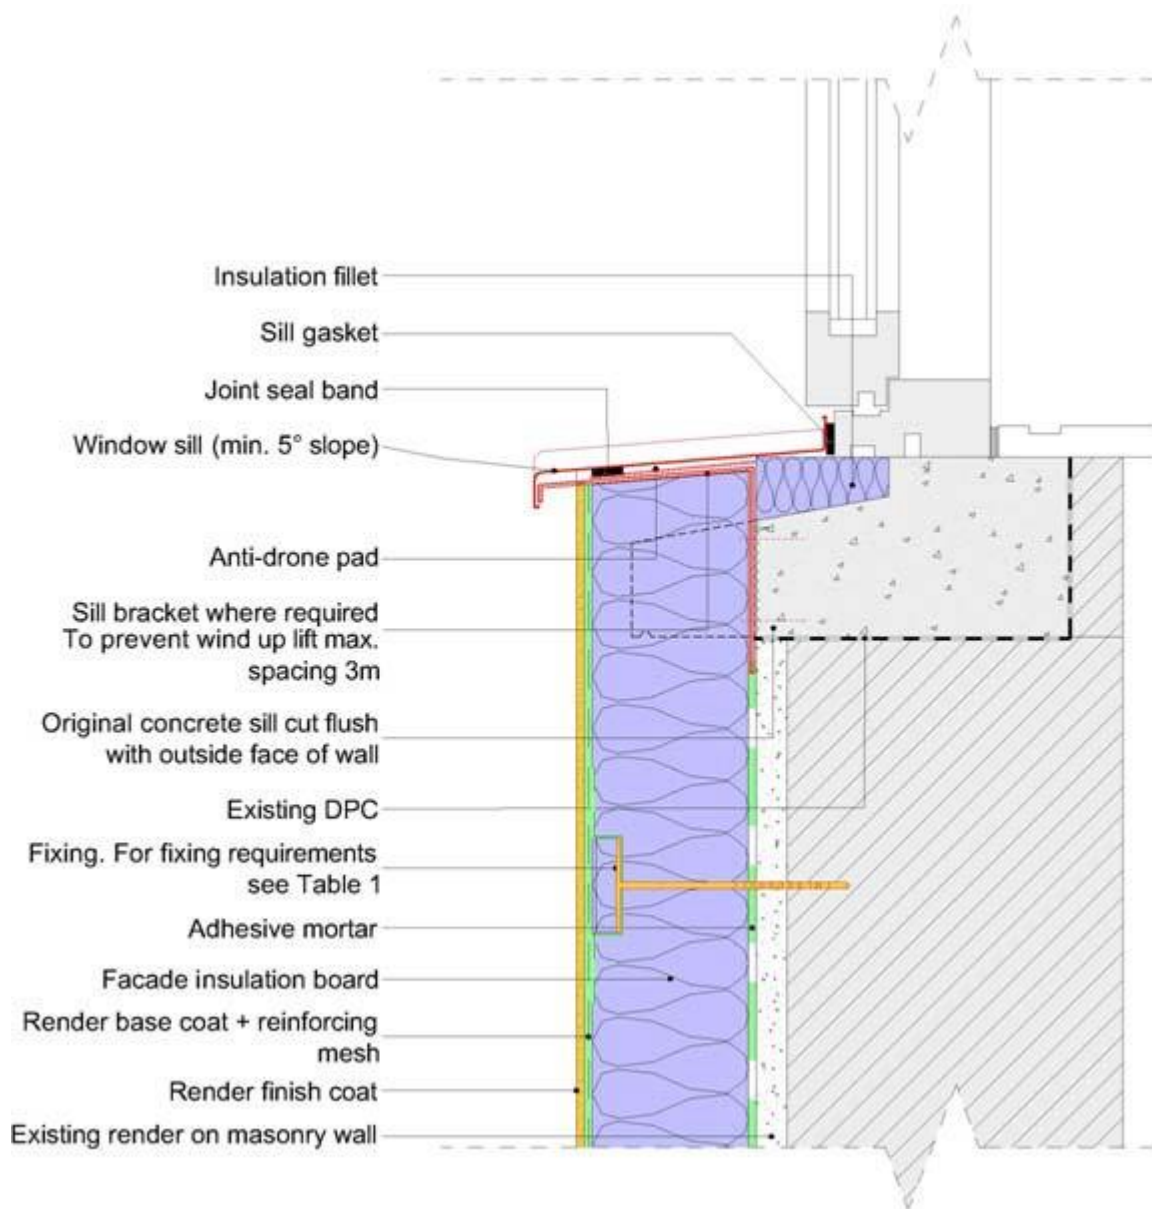 Insulation fillet
Sill gasket
Joint seal band
Window sill (min. 5° slope)
Anti-drone pad
Sill bracket where required
To prevent wind up lift max.
spacing 3m
Original concrete sill cut flush
with outside face of wall
Existing DPC
Fixing. For fixing requirements
see Table 1
Adhesive mortar
Facade insulation board
Render base coat + reinforcing
mesh
Render finish coat
Existing render on masonry wall